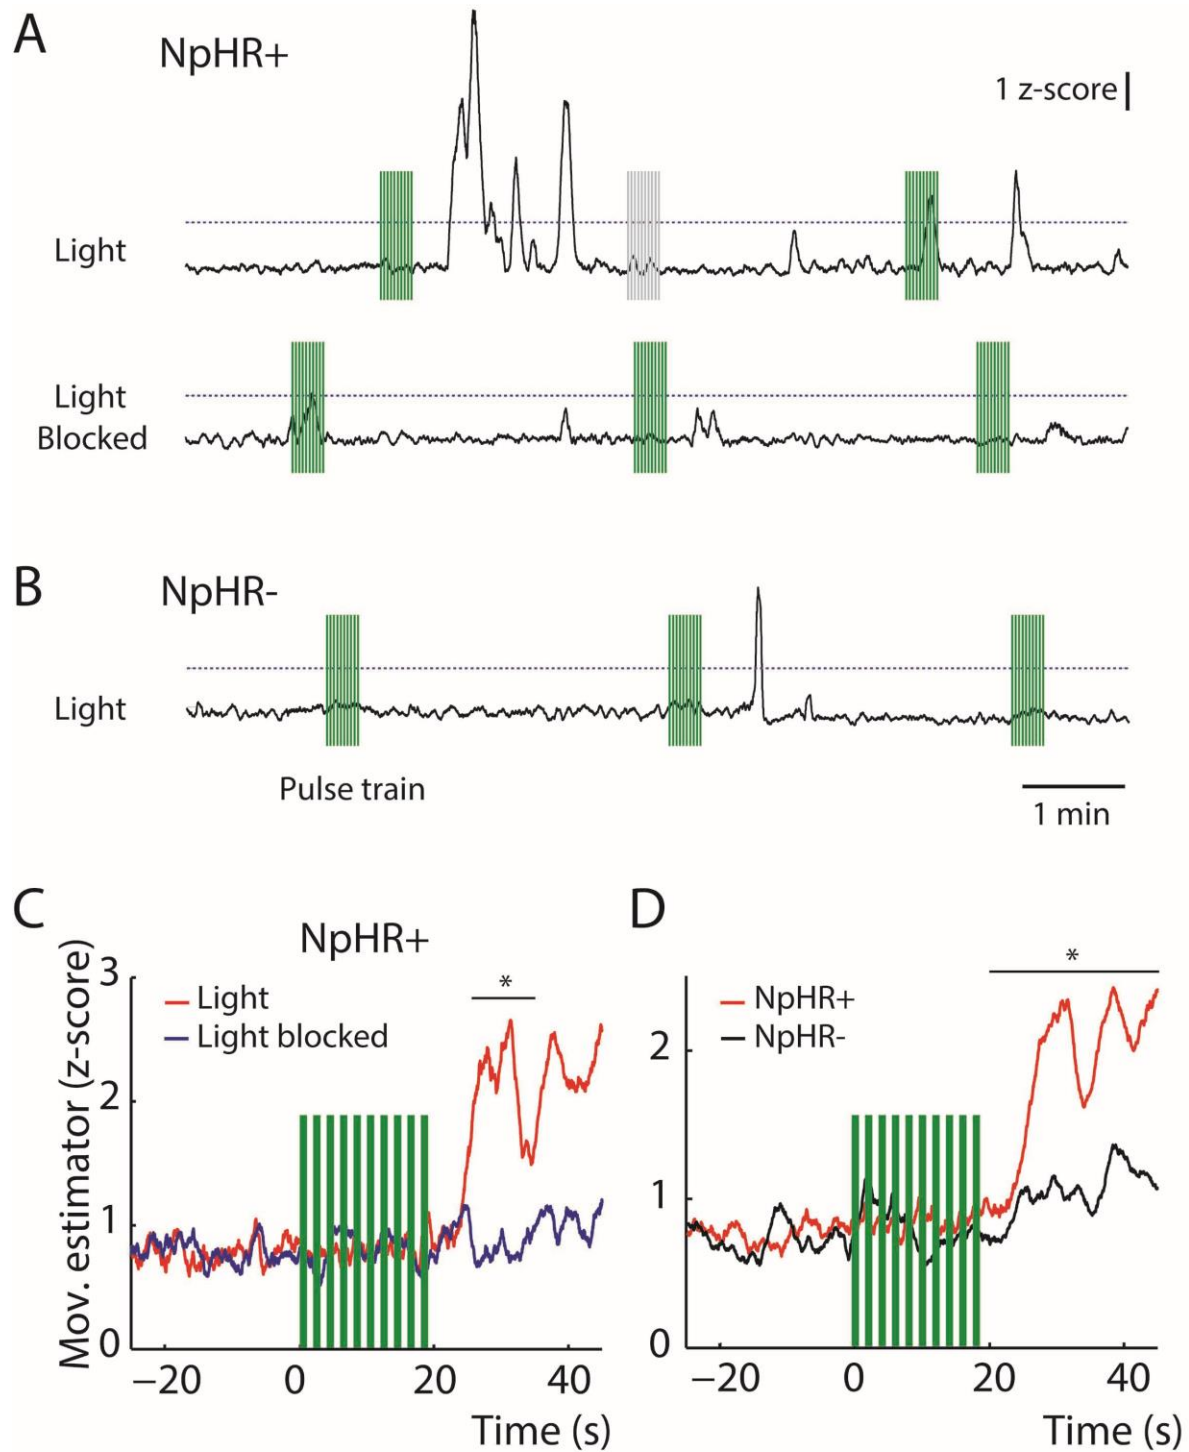 A
NpHR+
1 z-score
Light
Light
Blocked
B
NpHR-
Light
Pulse train
1 min
C
NpHR+
Mov. estimator (z-score)
3
2
1
0
Light
Light blocked
*
−20
0
20
40
Time (s)
D
*
NpHR+
NpHR-
2
1
0
−20
0
20
40
Time (s)